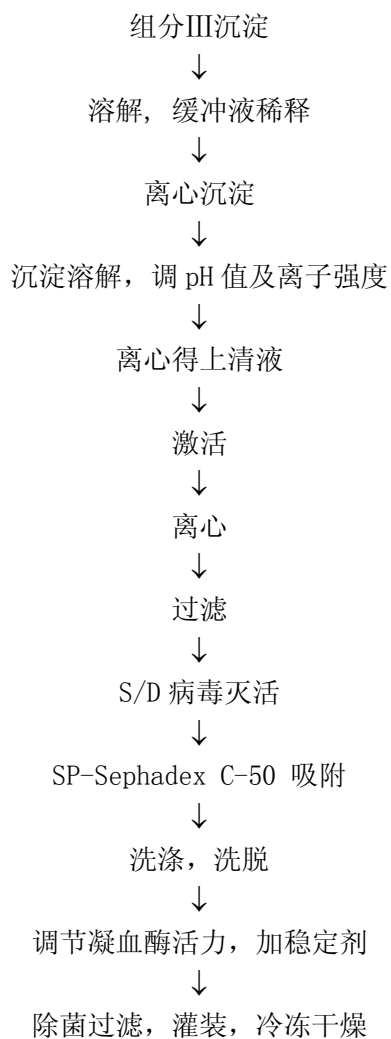 组分Ⅲ沉淀
↓
溶解, 缓冲液稀释
↓
离心沉淀
↓
沉淀溶解，调 pH 值及离子强度
↓
离心得上清液
↓
激活
↓
离心
↓
过滤
↓
S/D 病毒灭活
↓
SP-Sephadex C-50 吸附
↓
洗涤，洗脱
↓
调节凝血酶活力，加稳定剂
↓
除菌过滤，灌装，冷冻干燥